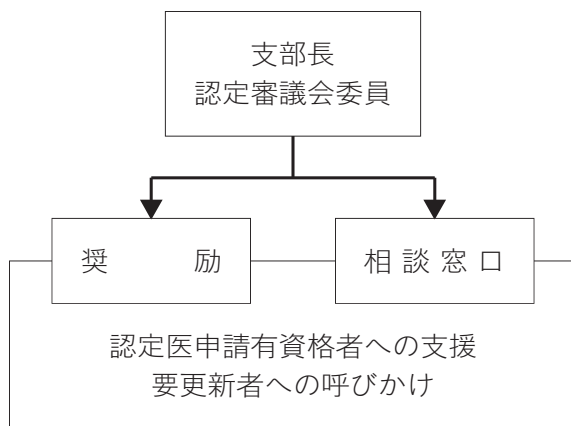 支部長
認定審議会委員
奨励
相談窓口
認定医申請有資格者への支援
要更新者への呼びかけ